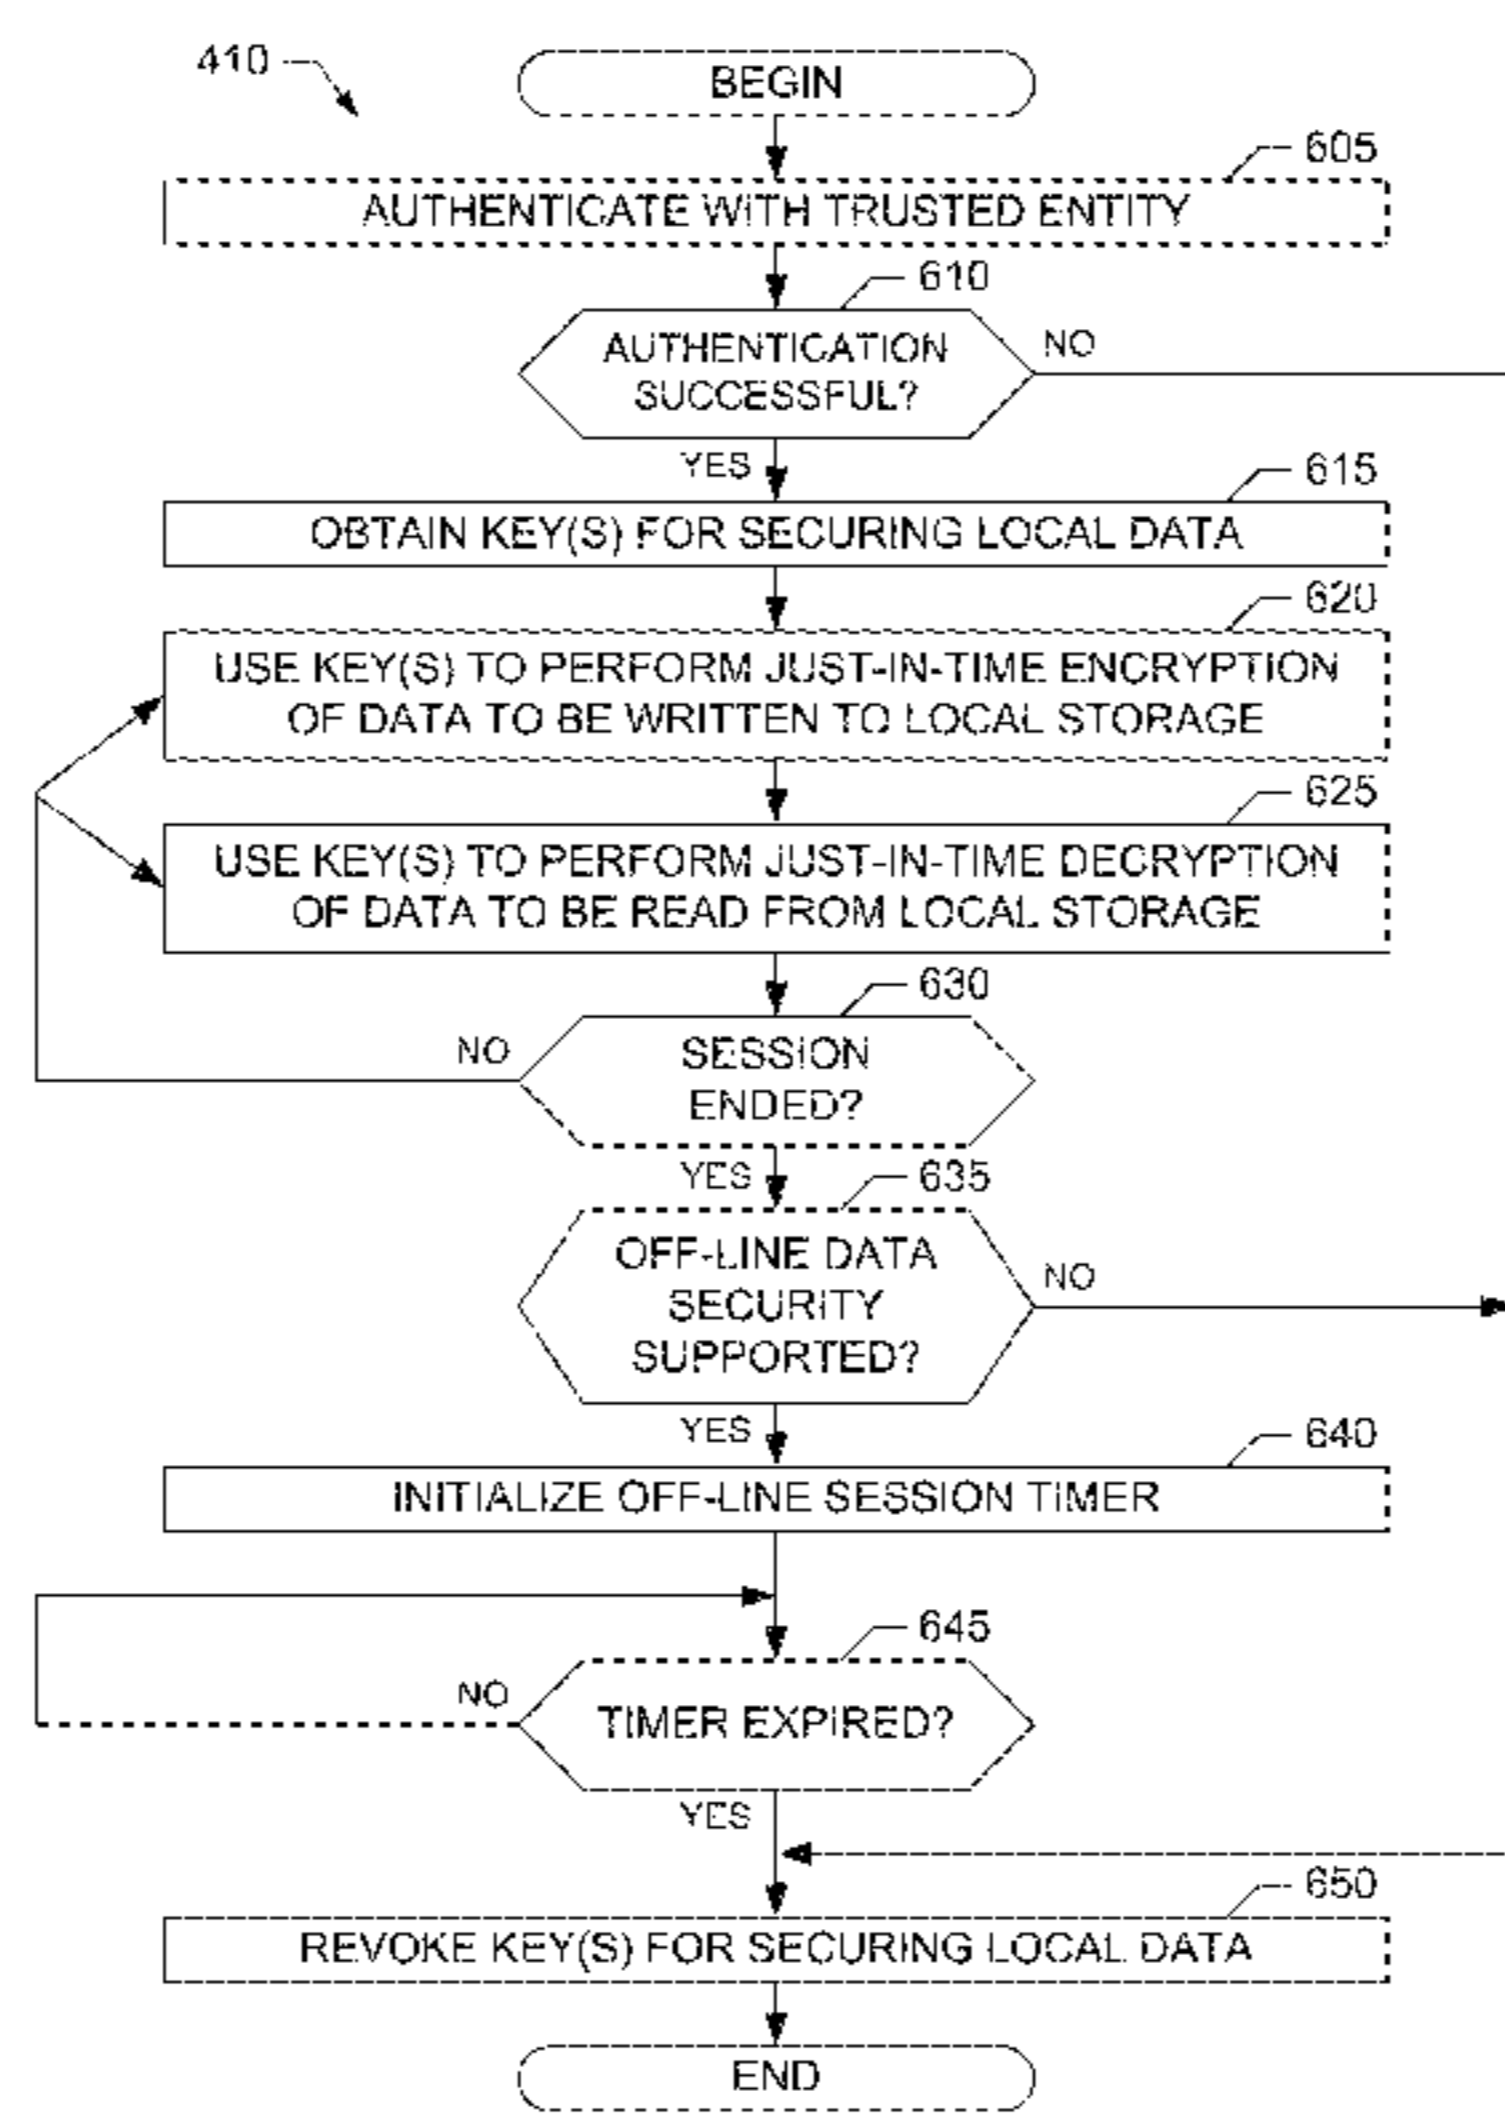 410
BEGIN
605
AUTHENTICATE WITH TRUSTED ENTITY
610
AUTHENTICATION
SUCCESSFUL?
NO
YES
615
OBTAIN KEY(S) FOR SECURING LOCAL DATA
620
USE KEY(S) TO PERFORM JUST-IN-TIME ENCRYPTION
OF DATA TO BE WRITTEN TO LOCAL STORAGE
625
USE KEY(S) TO PERFORM JUST-IN-TIME DECRYPTION
OF DATA TO BE READ FROM LOCAL STORAGE
630
NO
SESSION
ENDED?
YES
635
OFF-LINE DATA
SECURITY
SUPPORTED?
NO
YES
640
INITIALIZE OFF-LINE SESSION TIMER
645
NO
TIMER EXPIRED?
YES
650
REVOKE KEY(S) FOR SECURING LOCAL DATA
END